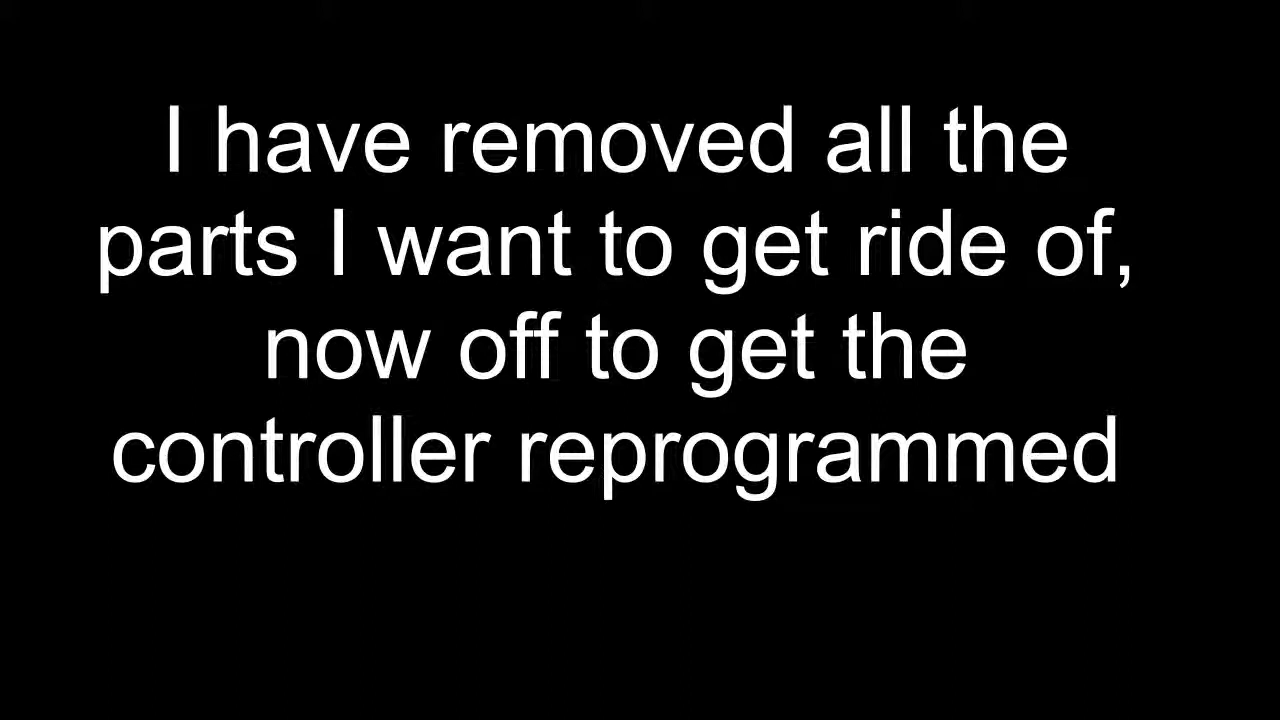 I have removed all the
parts I want to get ride of,
now off to get the
controller reprogrammed